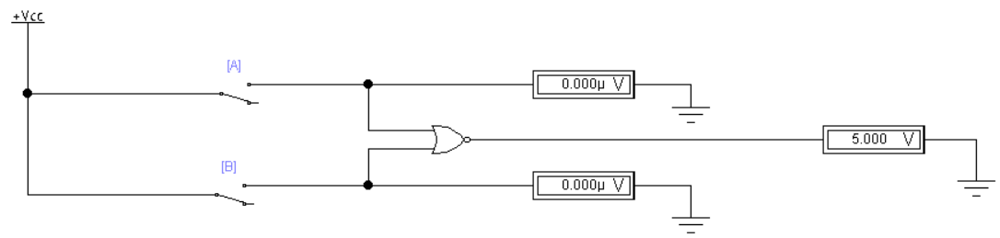 +Vcc
[A]
0.000µ V
5.000 V
[B]
0.000µ V